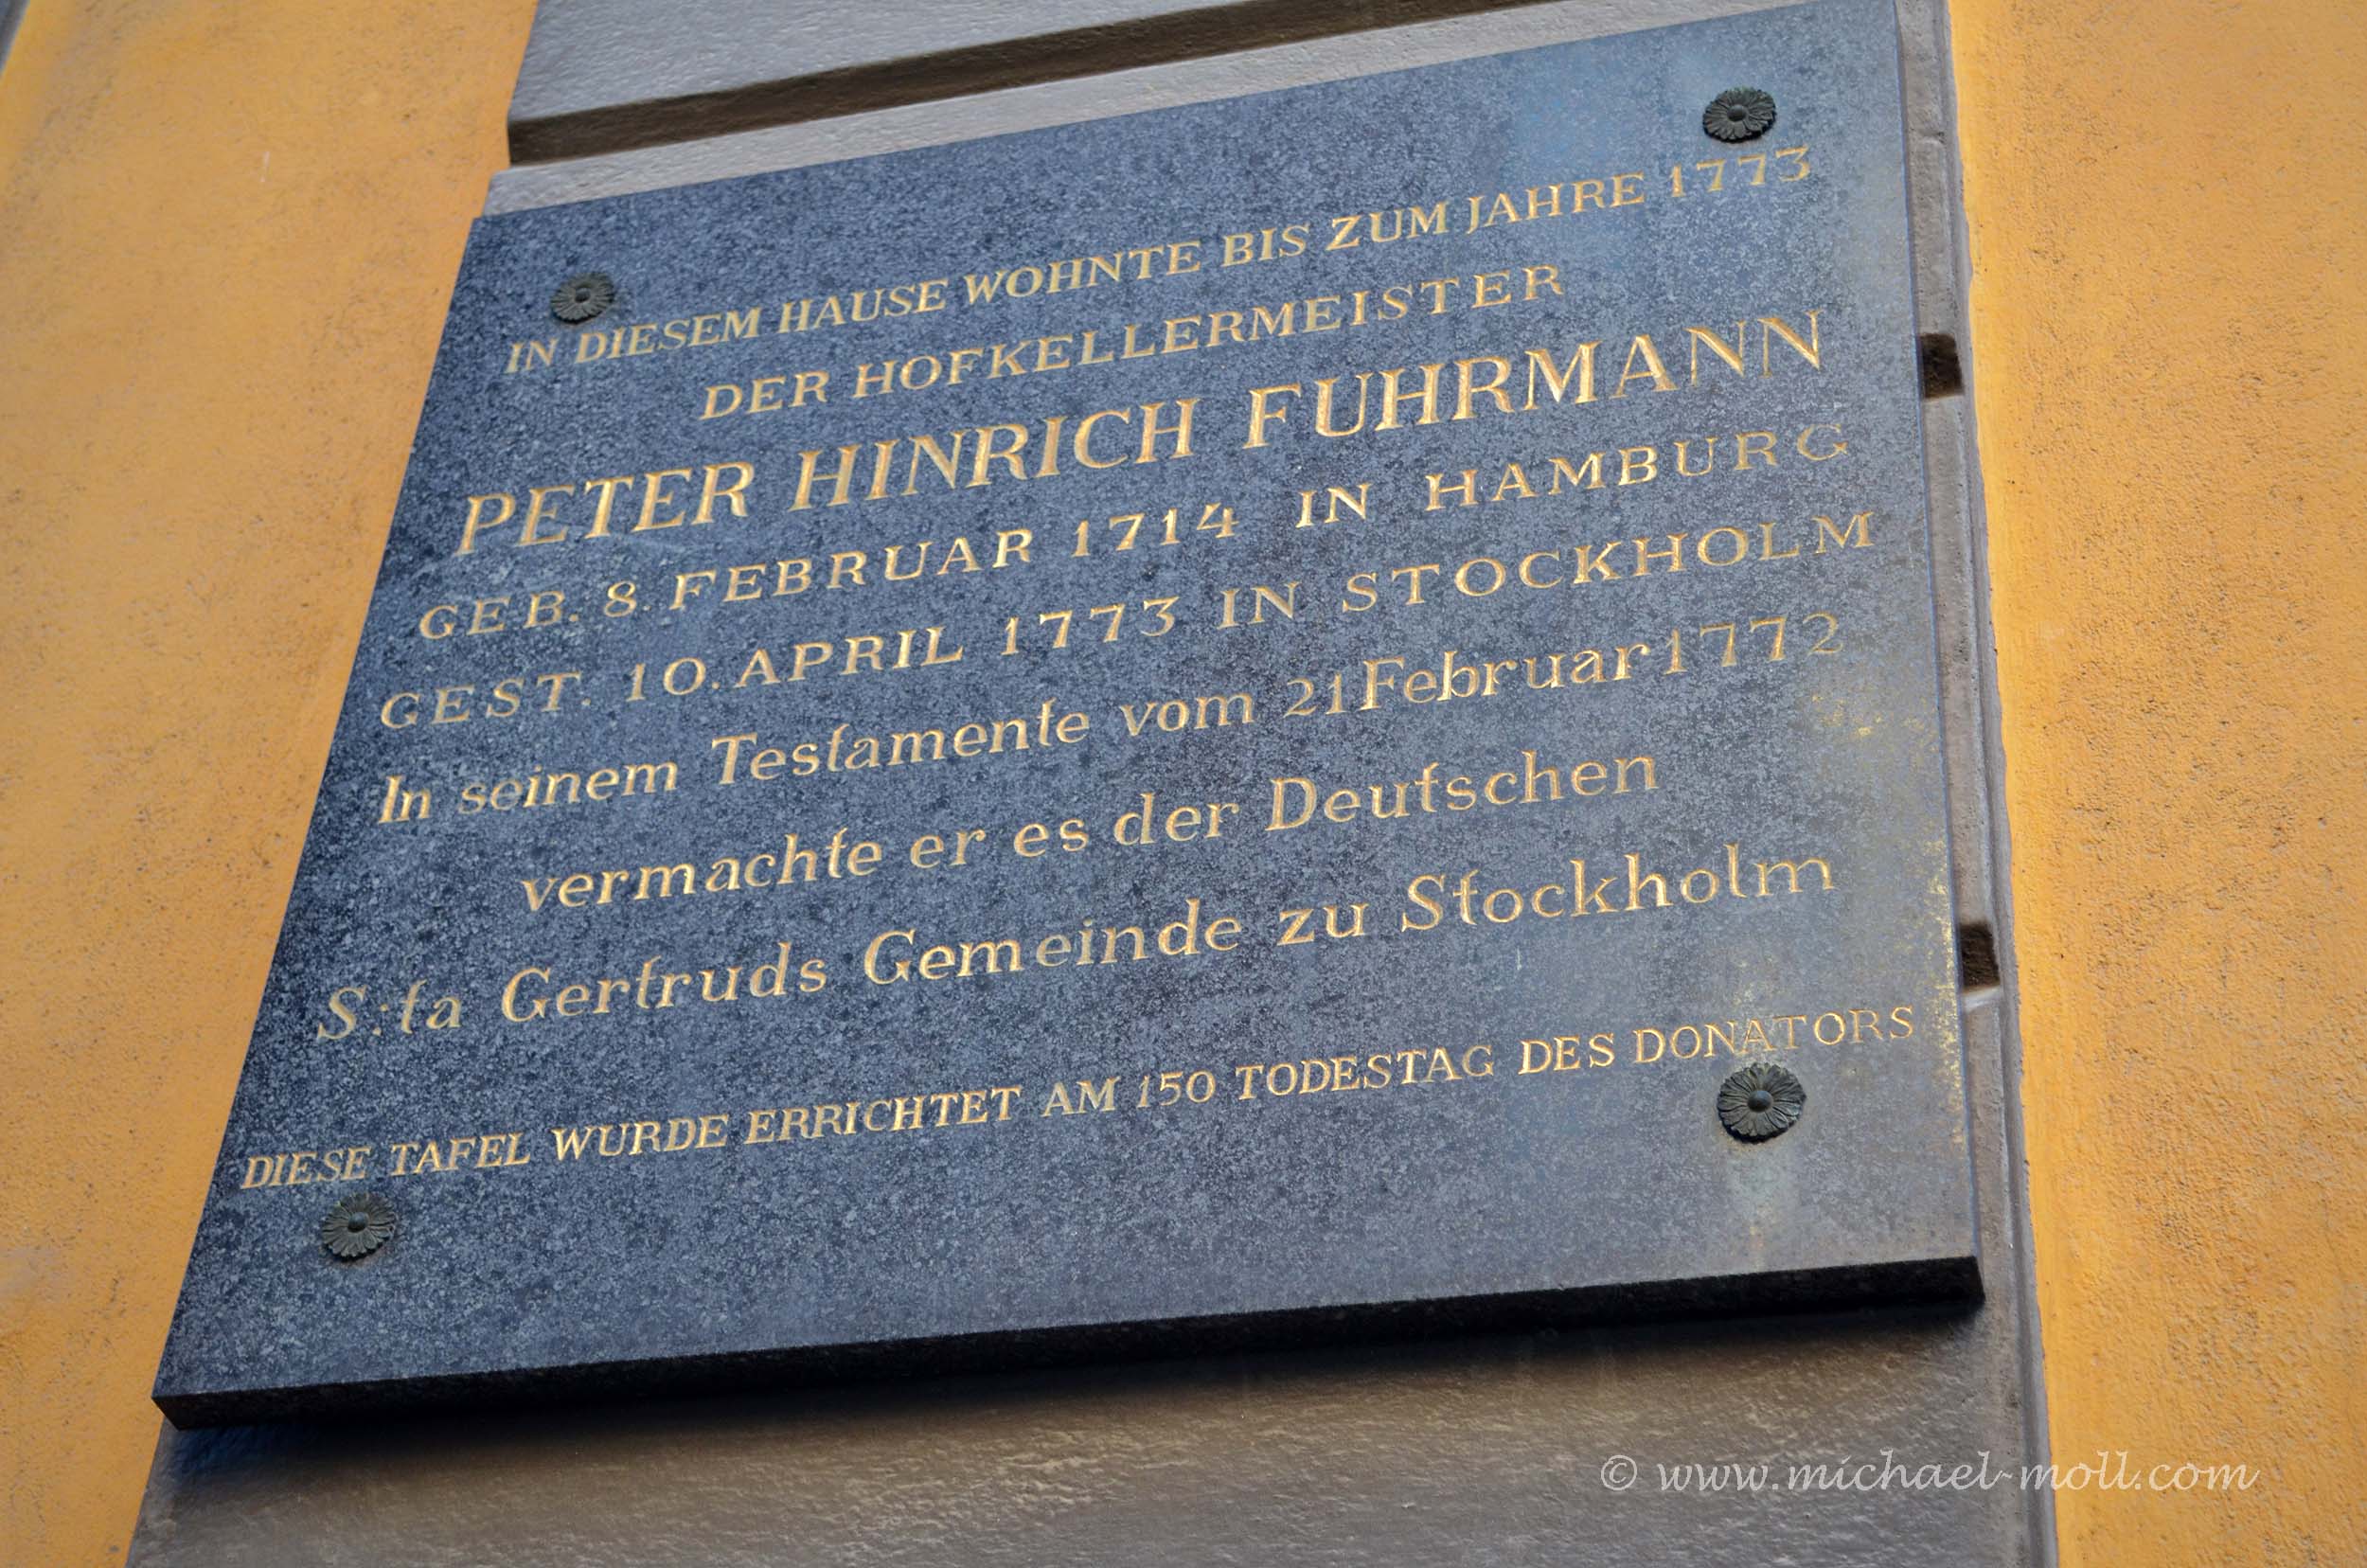 IN DIESEM HAUSE WOHNTE BIS ZUM JAHRE 1773
DER HOFKELLERMEISTER
PETER HINRICH FUHRMANN
GEB. 8. FEBRUAR 1714 IN HAMBURG
GEST. 10. APRIL 1773 IN STOCKHOLM
In seinem Testamente vom 21 Februar 1772
vermachte er es der Deutschen
S:ta Gertruds Gemeinde zu Stockholm
DIESE TAFEL WURDE ERRICHTET AM 150 TODESTAG DES DONATORS
© www.michael-moll.com